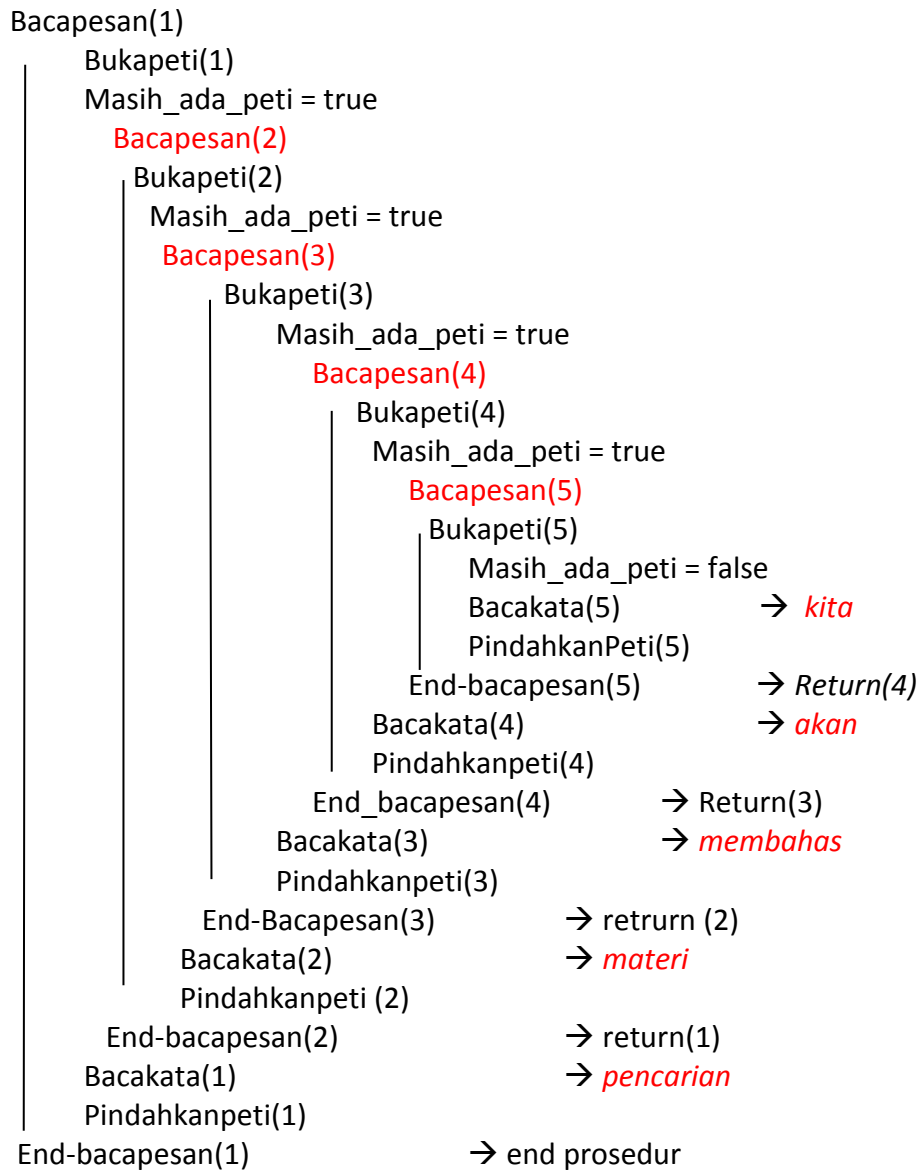 Bacapesan(1)
Bukapeti(1)
Masih_ada_peti = true
Bacapesan(2)
Bukapeti(2)
Masih_ada_peti = true
Bacapesan(3)
Bukapeti(3)
Masih_ada_peti = true
Bacapesan(4)
Bukapeti(4)
Masih_ada_peti = true
Bacapesan(5)
Bukapeti(5)
Masih_ada_peti = false
Bacakata(5) → kita
PindahkanPeti(5)
End-bacapesan(5) → Return(4)
Bacakata(4) → akan
Pindahkanpeti(4)
End_bacapesan(4) → Return(3)
Bacakata(3) → membahas
Pindahkanpeti(3)
End-Bacapesan(3) → retrurn (2)
Bacakata(2) → materi
Pindahkanpeti (2)
End-bacapesan(2) → return(1)
Bacakata(1) → pencarian
Pindahkanpeti(1)
End-bacapesan(1) → end prosedur